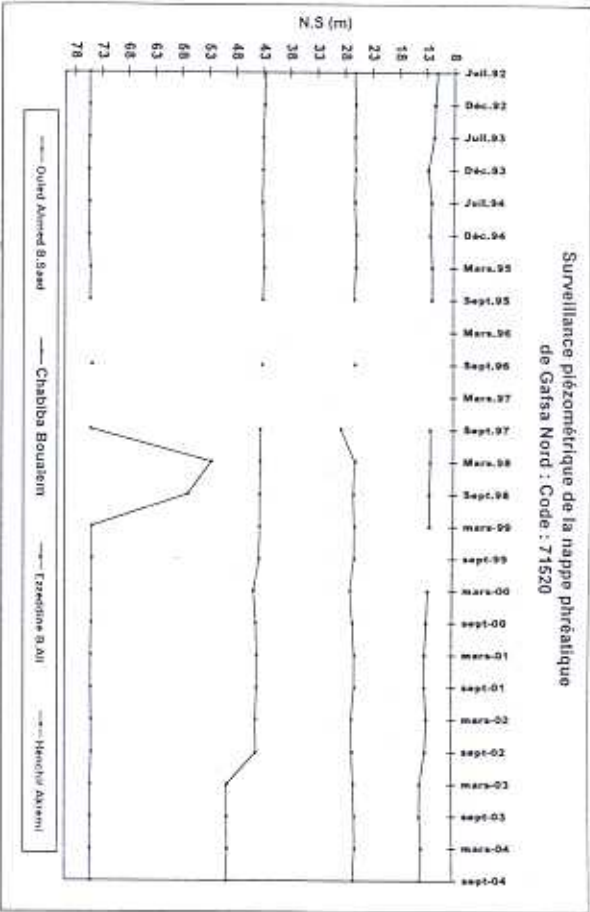 Surveillance piézométrique de la nappe phréatique
de Gafsa Nord : Code : 71520
Juil.92
Déc.92
Juil.93
Déc.93
Juil.94
Déc.94
Mars.95
Sept.95
Mars.96
Sept.96
Mars.97
Sept.97
Mars.98
Sept.98
mars-99
sept-99
mars-00
sept-00
mars-01
sept-01
mars-02
sept-02
mars-03
sept-03
mars-04
sept-04
8
13
18
23
28
33
38
43
48
53
58
63
68
73
78
N.S (m)
Ouled Ahmed B.Saad
Chabiba Boualem
Ezzeddine B.Ali
Henchir Akremi